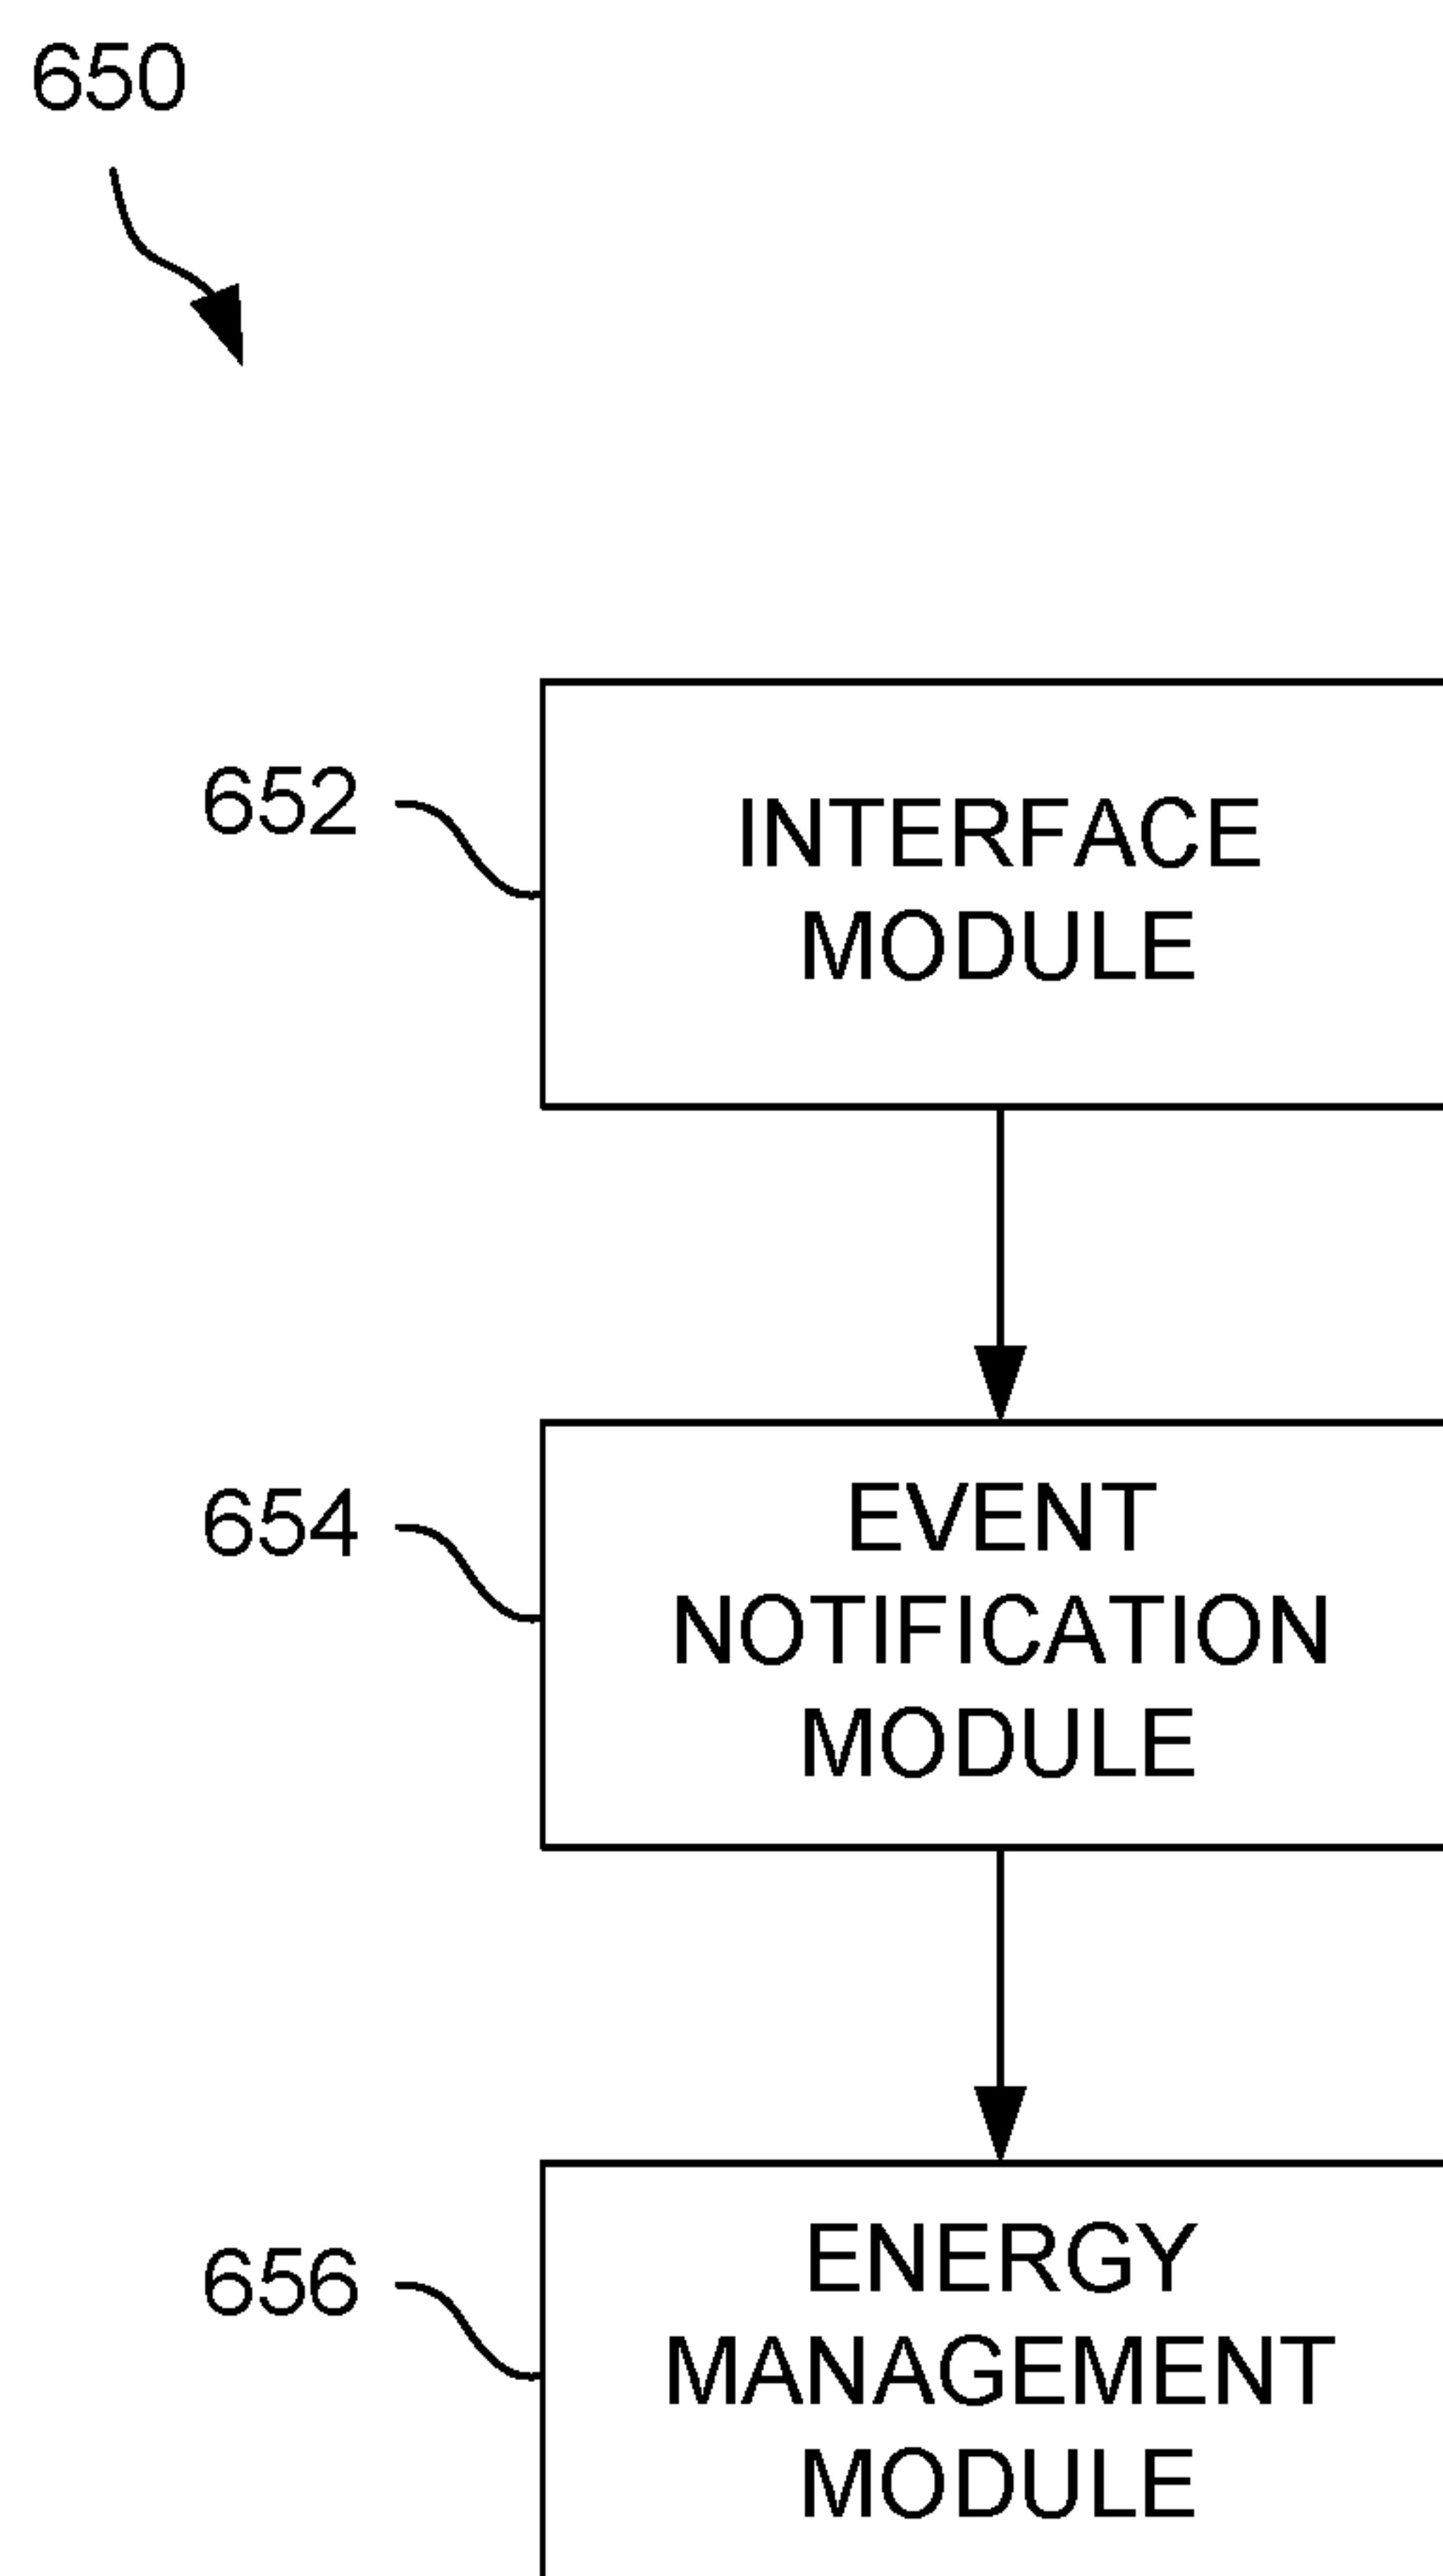 650
652
INTERFACE
MODULE
654
EVENT
NOTIFICATION
MODULE
656
ENERGY
MANAGEMENT
MODULE